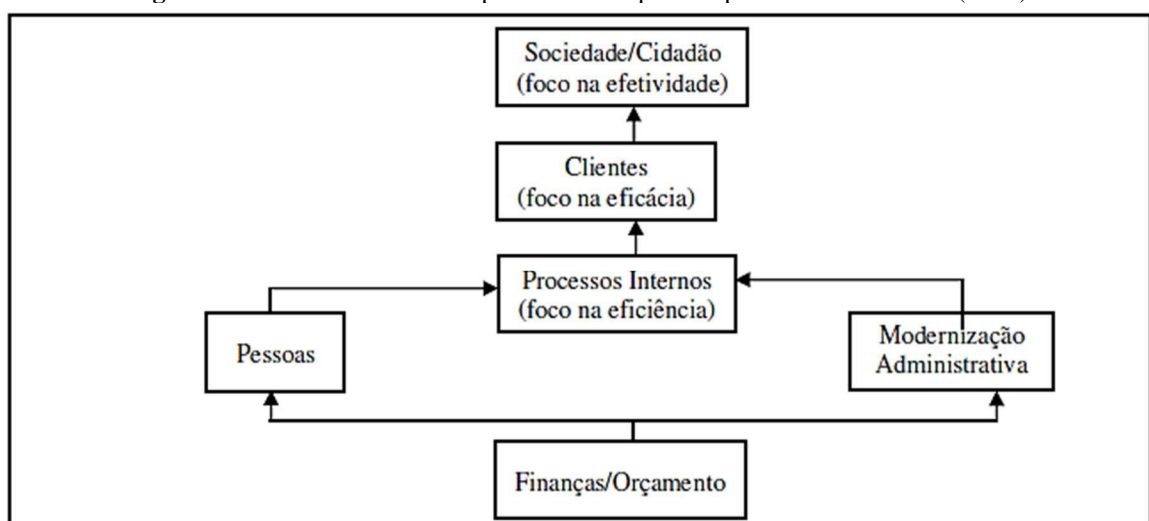 Sociedade/Cidadão
(foco na efetividade)
Clientes
(foco na eficácia)
Processos Internos
(foco na eficiência)
Pessoas
Modernização
Administrativa
Finanças/Orçamento